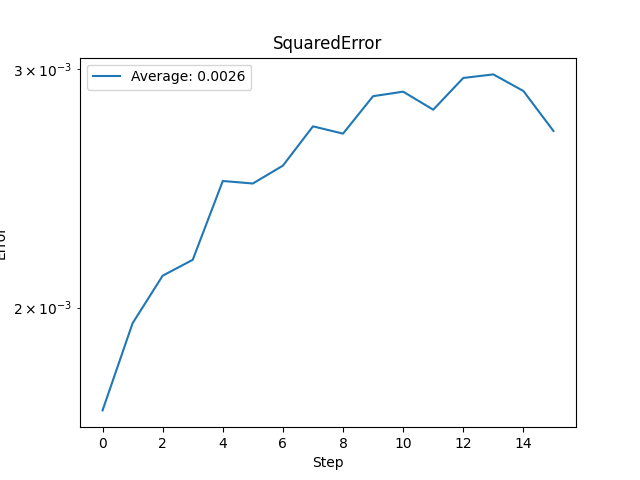 SquaredError
3 × 10⁻³
2 × 10⁻³
Average: 0.0026
Error
0 2 4 6 8 10 12 14
Step